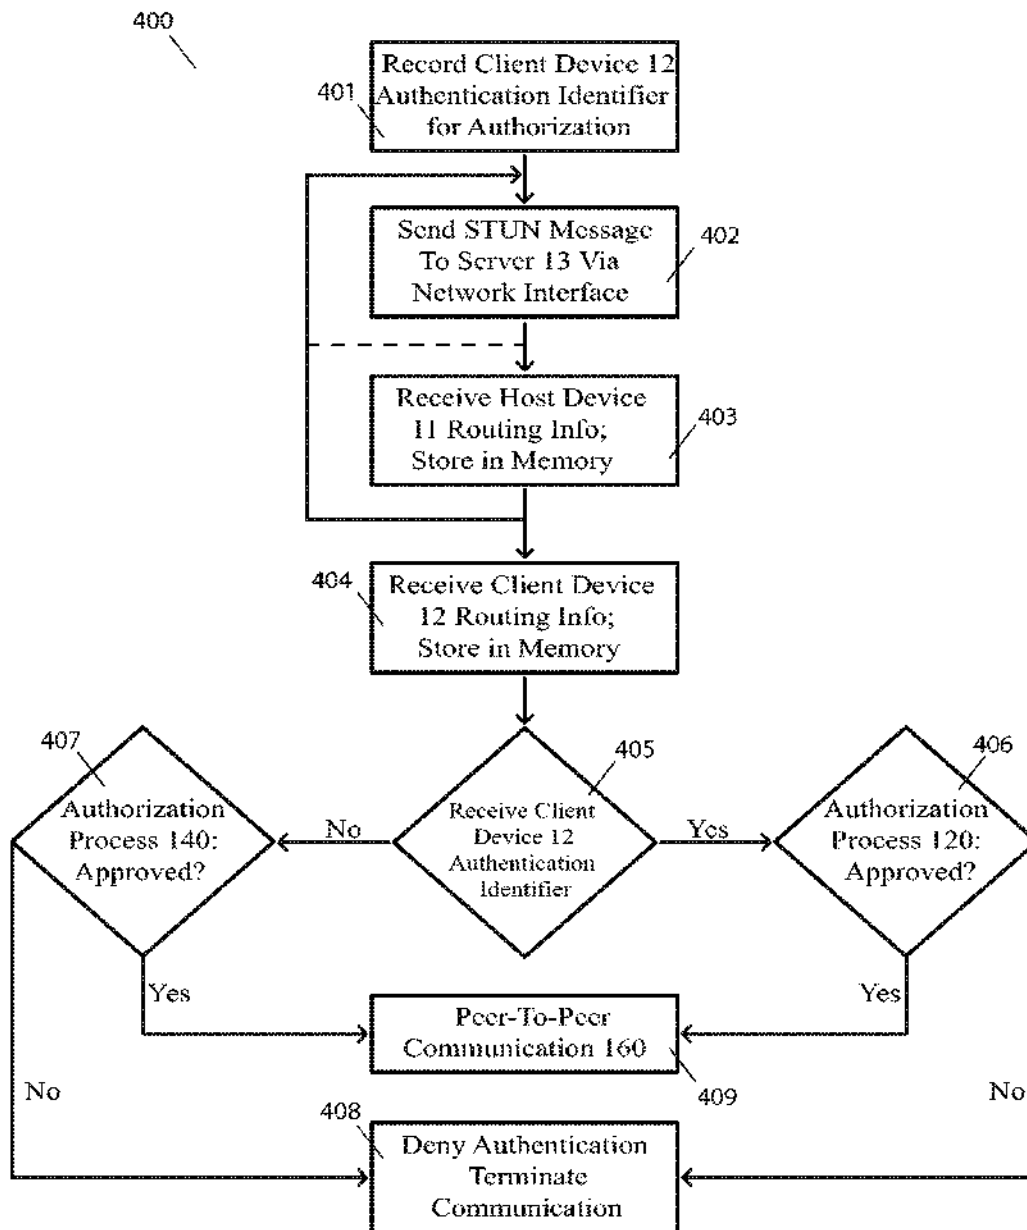 400
Record Client Device 12
Authentication Identifier
for Authorization
401
Send STUN Message
To Server 13 Via
Network Interface
402
Receive Host Device
11 Routing Info;
Store in Memory
403
404
Receive Client Device
12 Routing Info;
Store in Memory
407
Authorization
Process 140:
Approved?
No
405
Receive Client
Device 12
Authentication
Identifier
Yes
406
Authorization
Process 120:
Approved?
Yes
Yes
Peer-To-Peer
Communication 160
409
No
No
408
Deny Authentication
Terminate
Communication